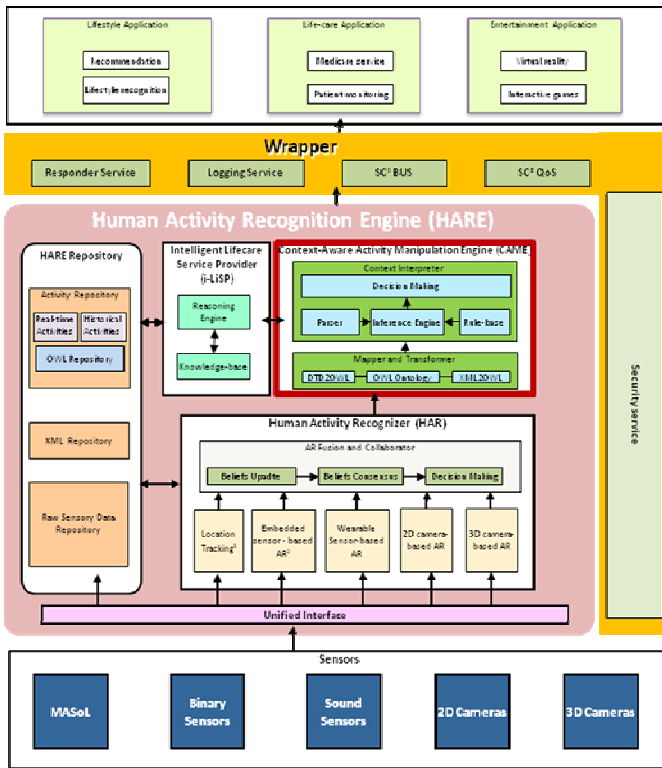 Lifestyle Application
Life-care Application
Entertainment Application
Recommendation
Lifestyle recognition
Medicare service
Patient monitoring
Virtual reality
Interactive games
Wrapper
Responder Service
Logging Service
SC³ BUS
SC³ QoS
Security service
Human Activity Recognition Engine (HARE)
HARE Repository
Activity Repository
Real-time
Activities
Historical
Activities
OWL Repository
XML Repository
Raw Sensory Data
Repository
Intelligent Lifecare
Service Provider
(i-LiSP)
Reasoning
Engine
Knowledge-base
Context-Aware Activity Manipulation Engine (CAME)
Context Interpreter
Decision Making
Parser
Inference Engine
Rule-base
Mapper and Transformer
DTD2OWL
OWL Ontology
XML2OWL
Human Activity Recognizer (HAR)
AR Fusion and Collaborator
Beliefs Upadte
Beliefs Consenses
Decision Making
Location
Tracking¹
Embedded
sensor - based
AR²
Wearable
Sensor-based
AR
2D camera-
based AR
3D camera-
based AR
Unified Interface
Sensors
MASoL
Binary
Sensors
Sound
Sensors
2D Cameras
3D Cameras